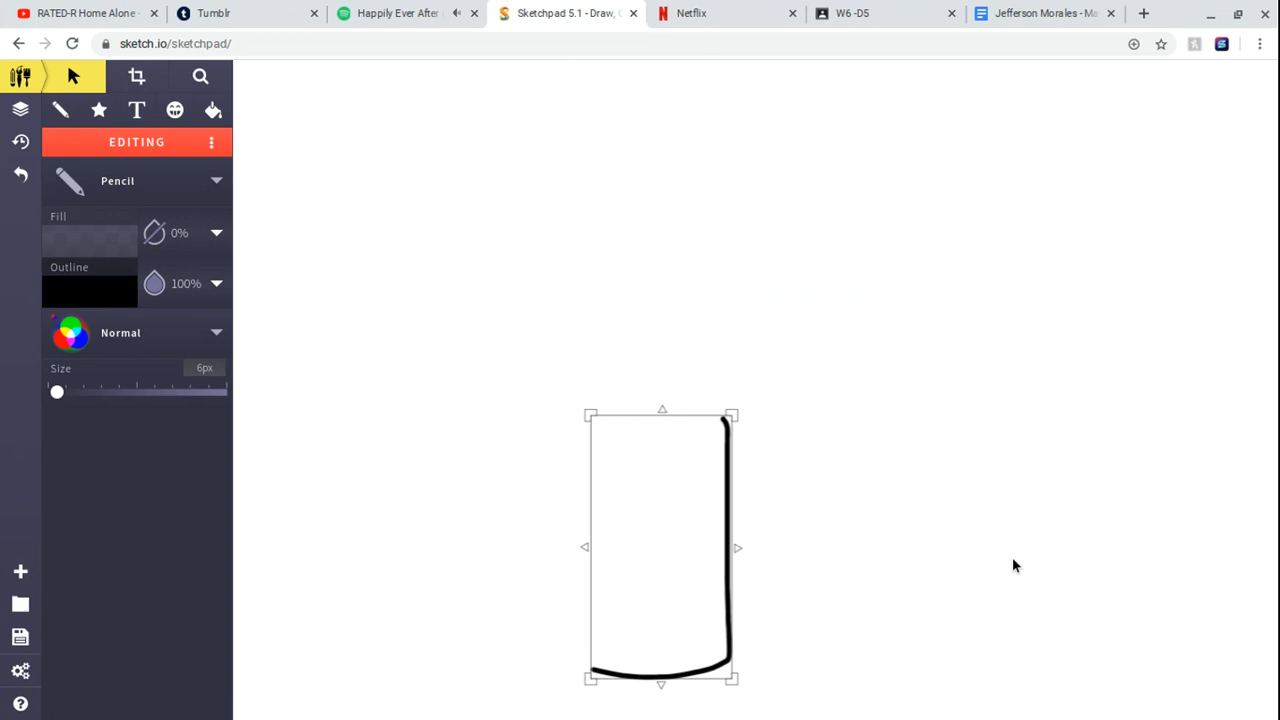 RATED-R Home Alone -
Tumblr
Happily Ever After
Sketchpad 5.1 - Draw, C
Netflix
W6 -D5
Jefferson Morales - Mi
sketch.io/sketchpad/
EDITING
Pencil
Fill
0%
Outline
100%
Normal
Size
6px